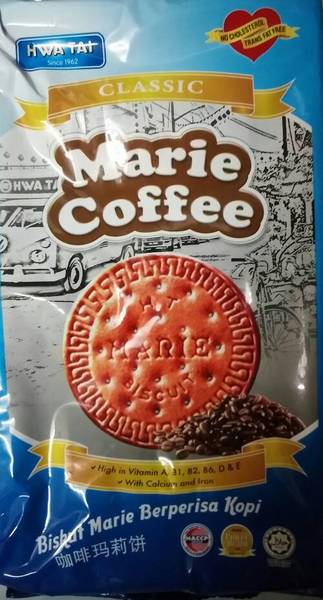 HWA TAI
Since 1962
NO CHOLESTEROL
TRANS FAT FREE
CLASSIC
Marie
Coffee
HWA TA
H T
MARIE
BISCUIT
✓ High in Vitamin A, B1, B2, B6, D & E
✓ With Calcium and Iron
Biskut Marie Berperisa Kopi
咖啡玛莉饼
HACCP